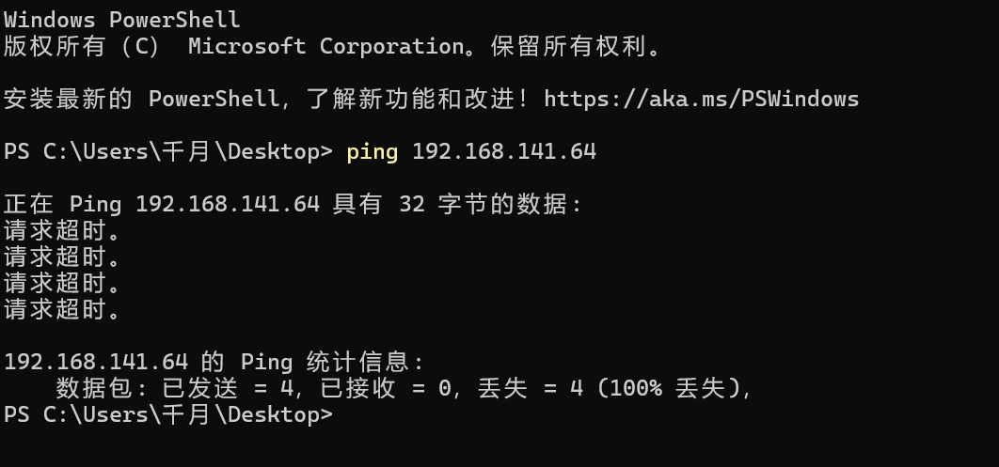 Windows PowerShell
版权所有（C） Microsoft Corporation。保留所有权利。
安装最新的 PowerShell，了解新功能和改进！https://aka.ms/PSWindows
PS C:\Users\千月\Desktop> ping 192.168.141.64
正在 Ping 192.168.141.64 具有 32 字节的数据:
请求超时。
请求超时。
请求超时。
请求超时。
192.168.141.64 的 Ping 统计信息:
    数据包: 已发送 = 4，已接收 = 0，丢失 = 4 (100% 丢失)，
PS C:\Users\千月\Desktop>